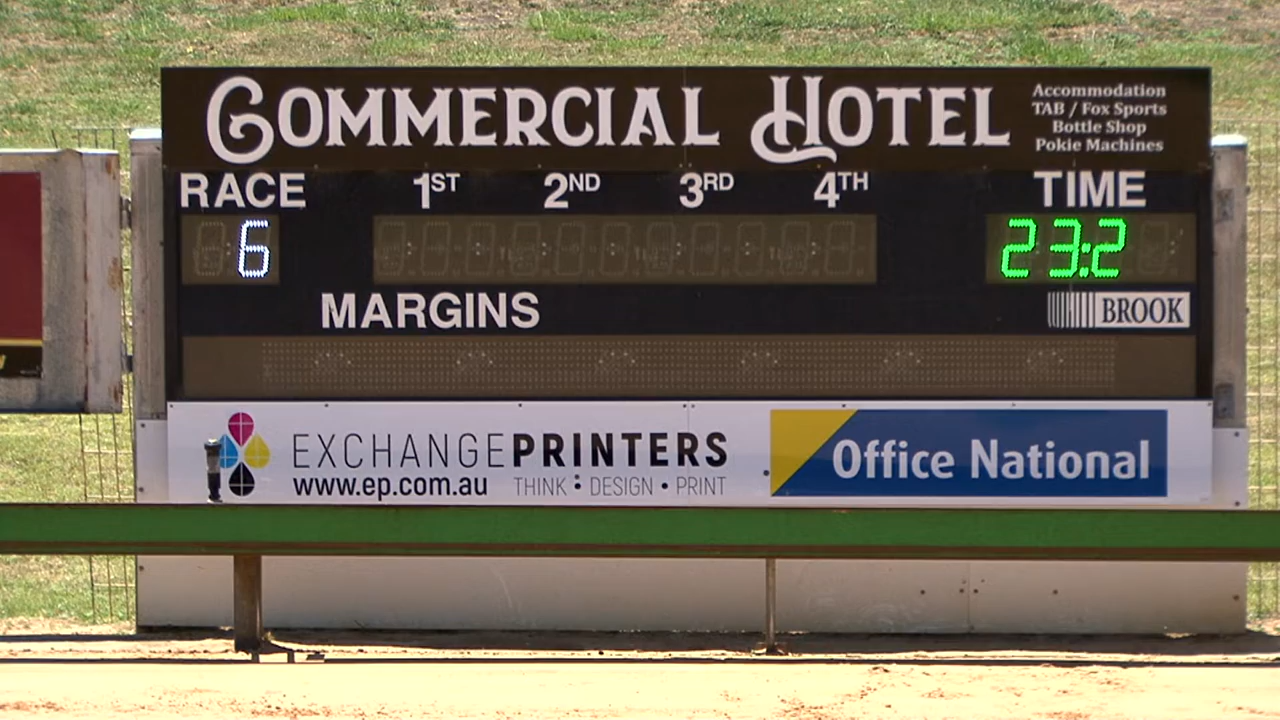 COMMERCIAL HOTEL
Accommodation
TAB / Fox Sports
Bottle Shop
Pokie Machines
RACE 1ST 2ND 3RD 4TH TIME
6 23:2
MARGINS
BROOK
EXCHANGEPRINTERS
www.ep.com.au THINK • DESIGN • PRINT
Office National